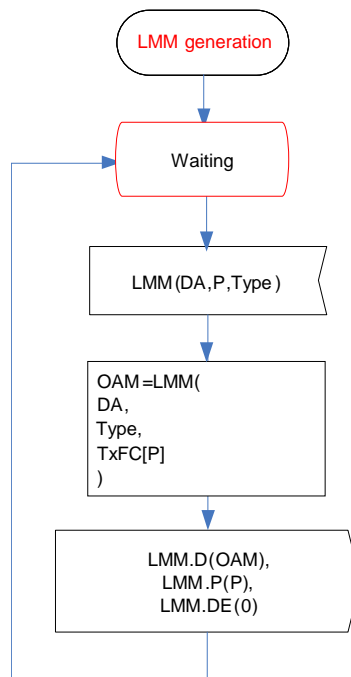 LMM generation
Waiting
LMM(DA,P,Type)
OAM=LMM(
DA,
Type,
TxFC[P]
)
LMM.D(OAM),
LMM.P(P),
LMM.DE(0)